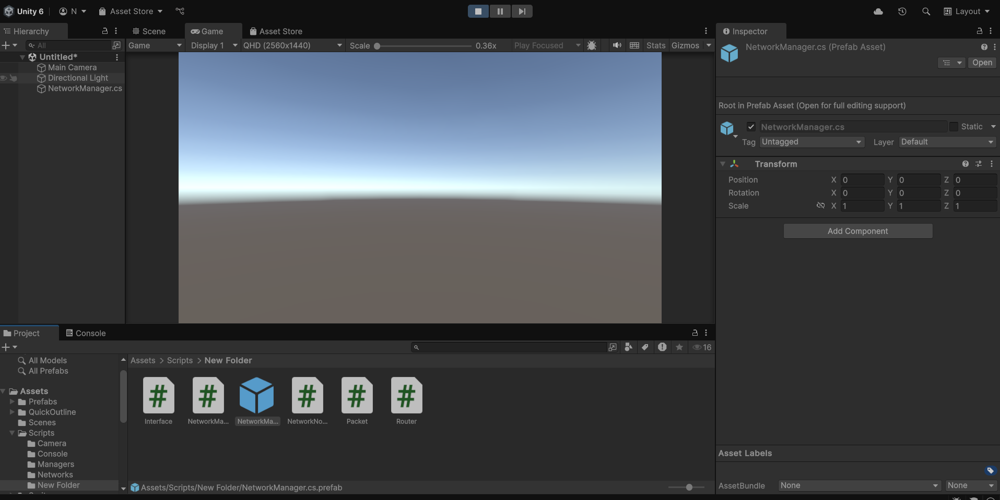 Unity 6 N Asset Store Layout
Hierarchy Scene Game Asset Store Inspector
All Game Display 1 QHD (2560x1440) Scale 0.36x Play Focused Stats Gizmos
NetworkManager.cs (Prefab Asset)
Open
Untitled*
Main Camera
Directional Light
NetworkManager.cs
Root in Prefab Asset (Open for full editing support)
NetworkManager.cs Static
Tag Untagged Layer Default
Transform
Position X 0 Y 0 Z 0
Rotation X 0 Y 0 Z 0
Scale X 1 Y 1 Z 1
Add Component
Project Console
16
All Models
All Prefabs
Assets
Prefabs
QuickOutline
Scenes
Scripts
Camera
Console
Managers
Networks
New Folder
Assets > Scripts > New Folder
# # # # #
Interface NetworkMa... NetworkMa... NetworkNo... Packet Router
Assets/Scripts/New Folder/NetworkManager.cs.prefab
Asset Labels
AssetBundle None None